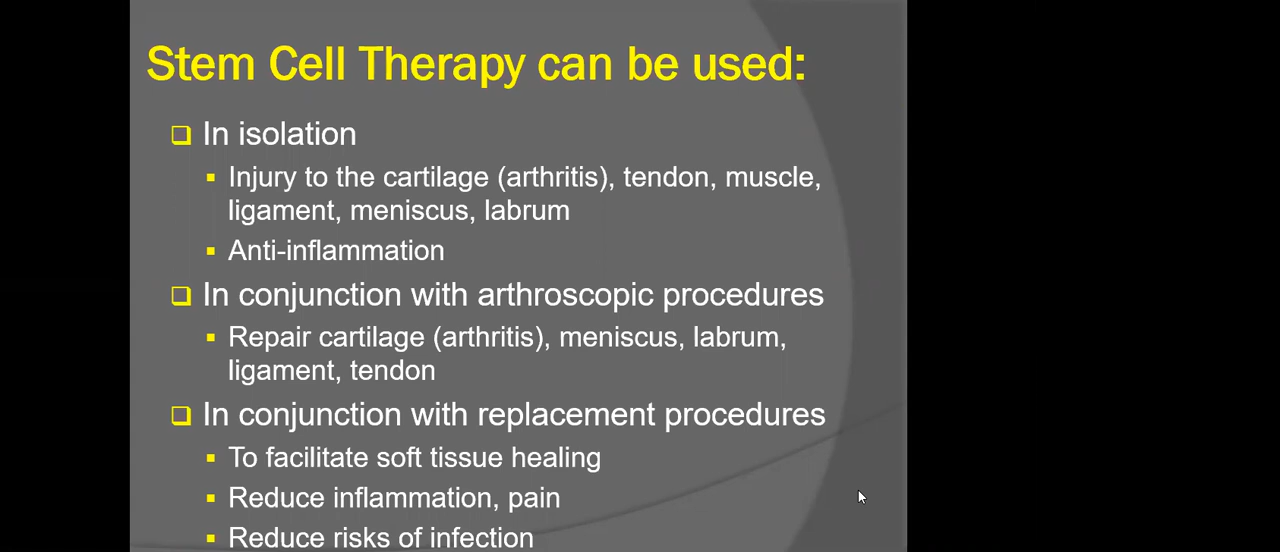 Stem Cell Therapy can be used:
In isolation
Injury to the cartilage (arthritis), tendon, muscle,
ligament, meniscus, labrum
Anti-inflammation
In conjunction with arthroscopic procedures
Repair cartilage (arthritis), meniscus, labrum,
ligament, tendon
In conjunction with replacement procedures
To facilitate soft tissue healing
Reduce inflammation, pain
Reduce risks of infection